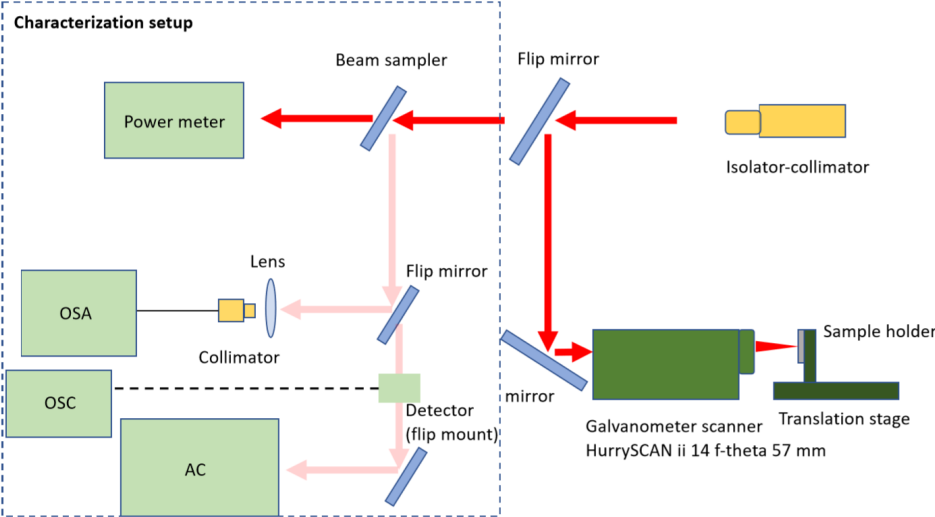 Characterization setup
Beam sampler
Flip mirror
Power meter
Isolator-collimator
Lens
Flip mirror
OSA
Collimator
Sample holder
mirror
OSC
Detector
(flip mount)
Translation stage
Galvanometer scanner
HurrySCAN ii 14 f-theta 57 mm
AC